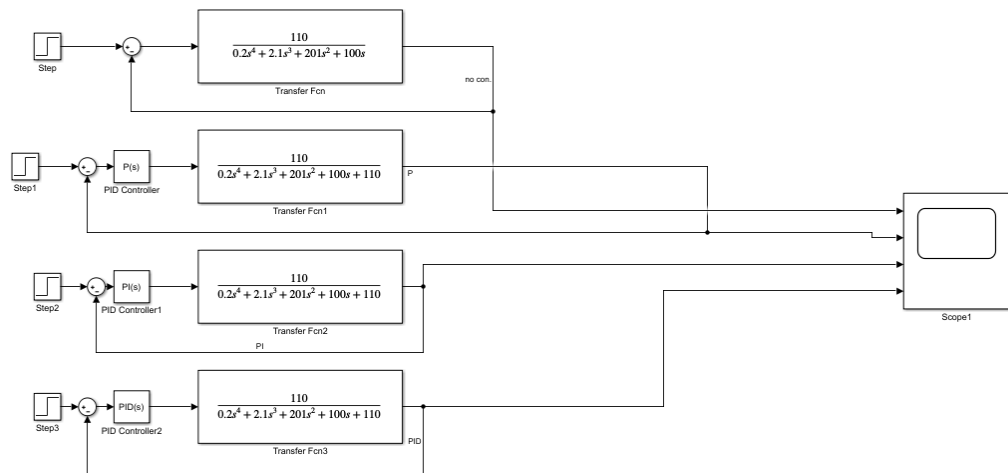 110
0.2s⁴ + 2.1s³ + 201s² + 100s
Step
Transfer Fcn
no con.
P(s)
110
0.2s⁴ + 2.1s³ + 201s² + 100s + 110
P
Step1
PID Controller
Transfer Fcn1
PI(s)
110
0.2s⁴ + 2.1s³ + 201s² + 100s + 110
Step2
PID Controller1
Transfer Fcn2
Scope1
PI
PID(s)
110
0.2s⁴ + 2.1s³ + 201s² + 100s + 110
Step3
PID Controller2
Transfer Fcn3
PID